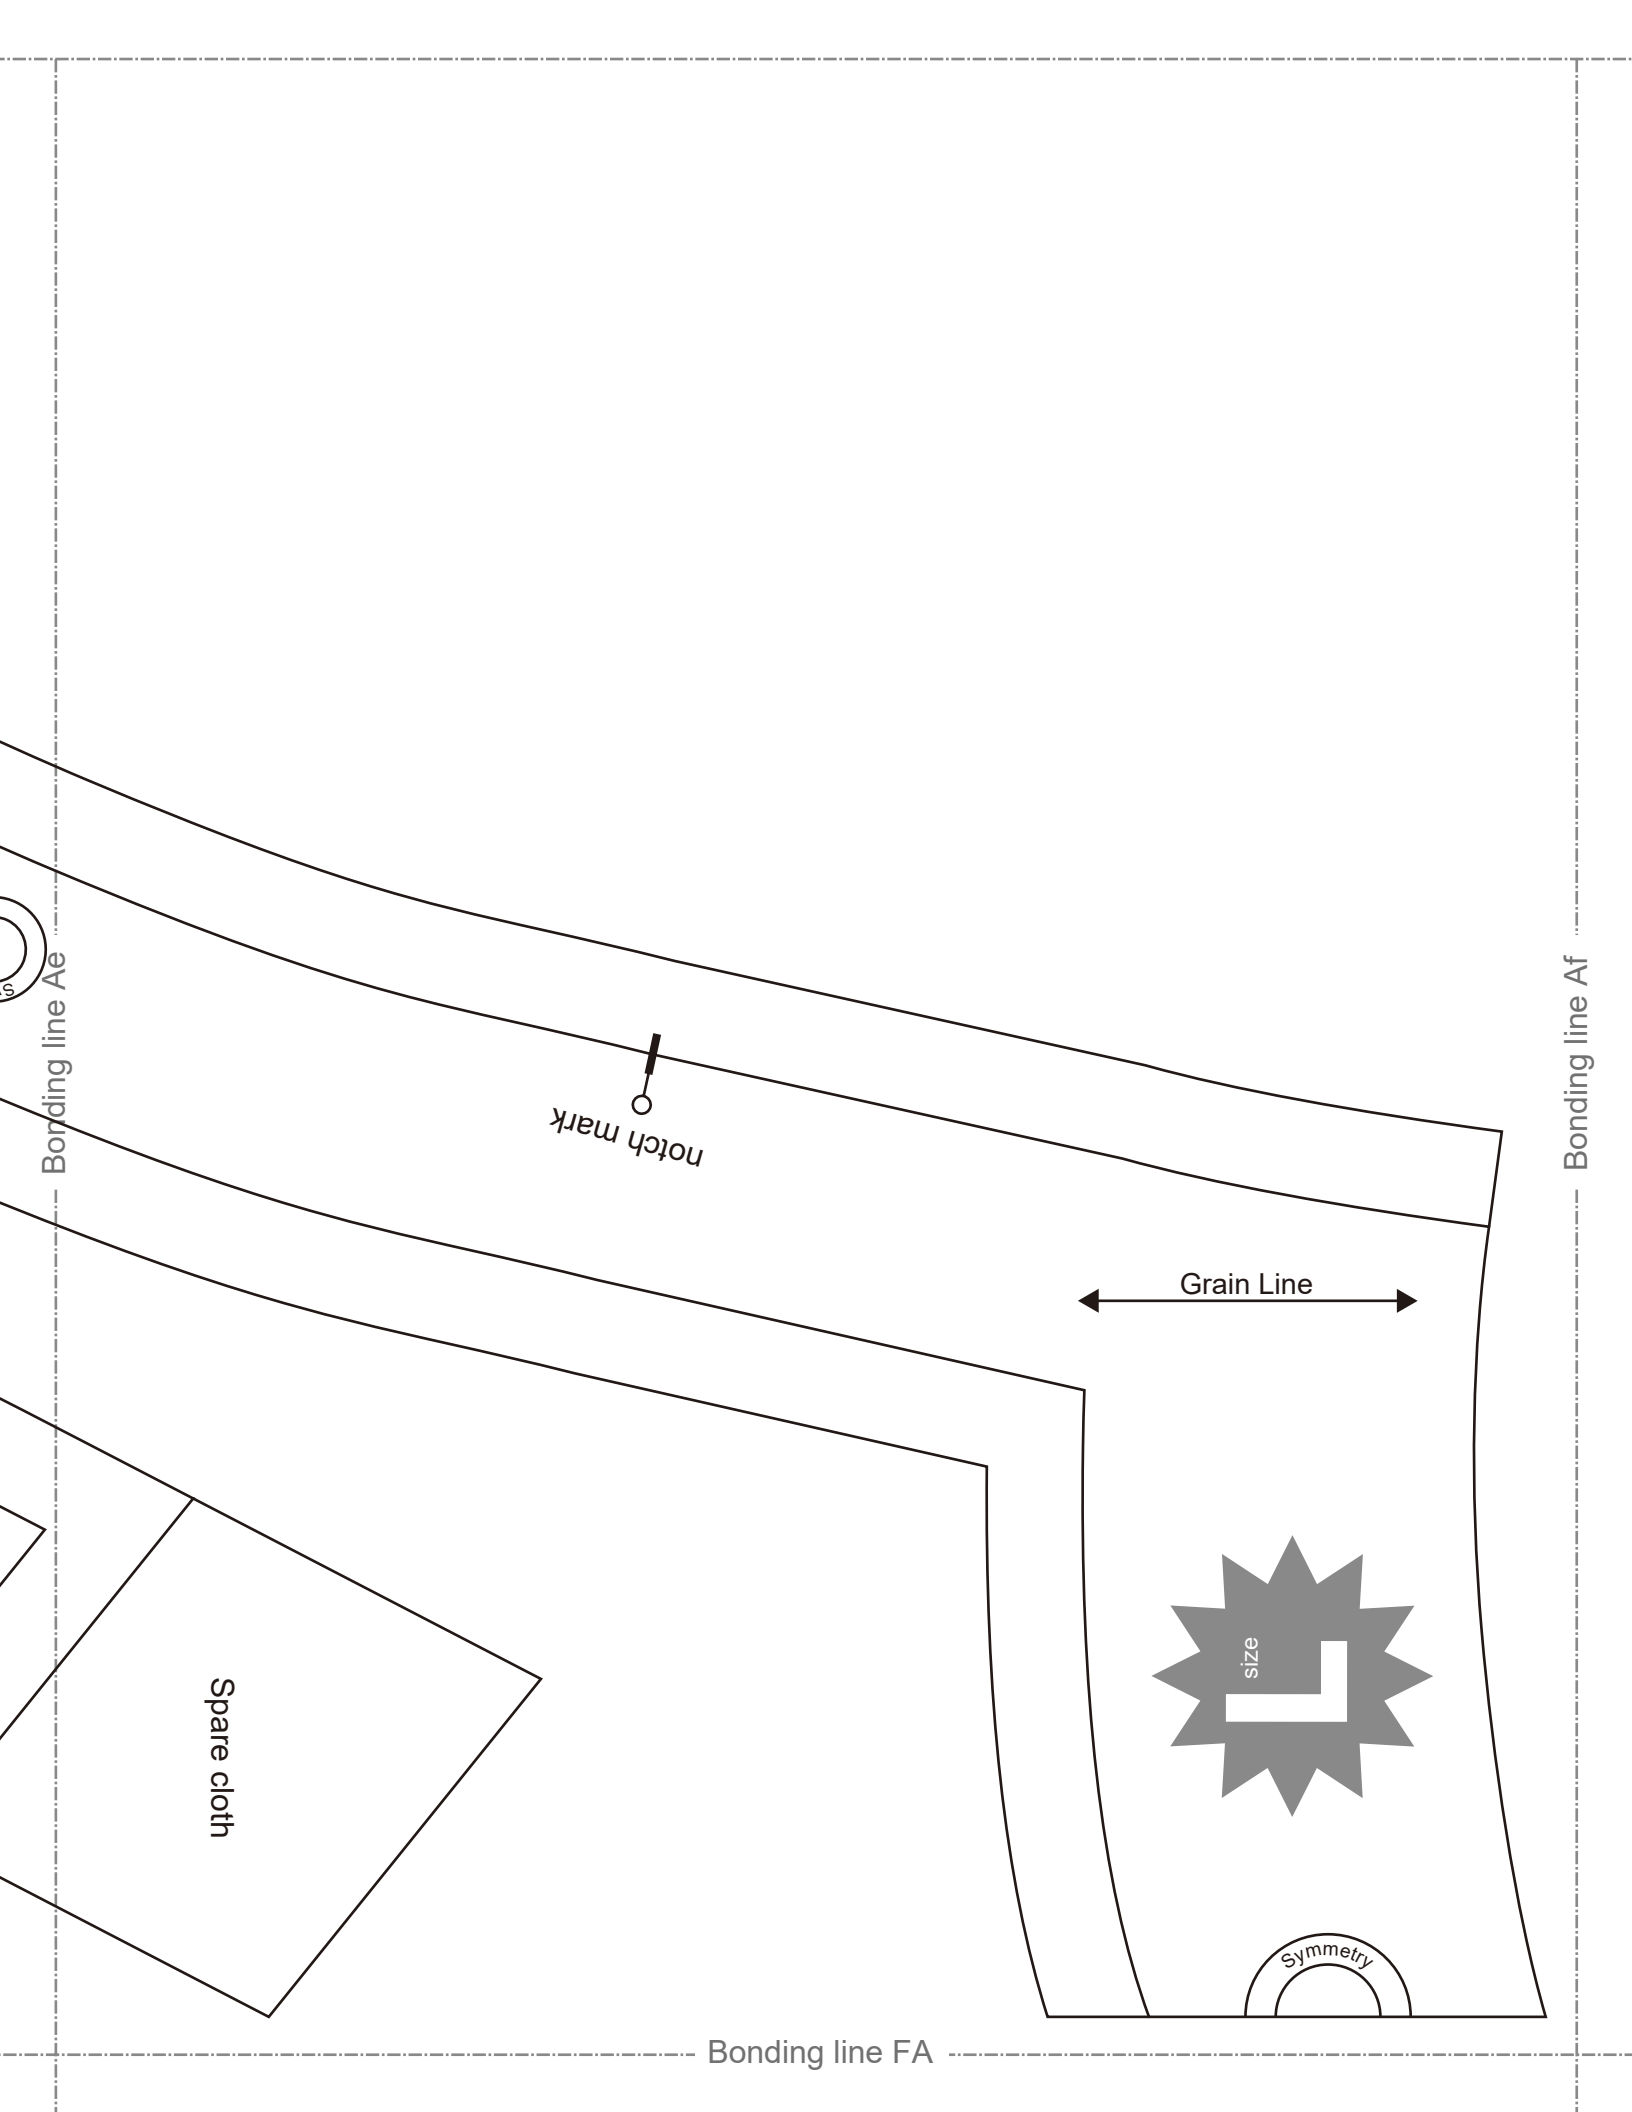 Bonding line Ae
Bonding line Af
notch mark
Grain Line
size
L
Spare cloth
Symmetry
Bonding line FA